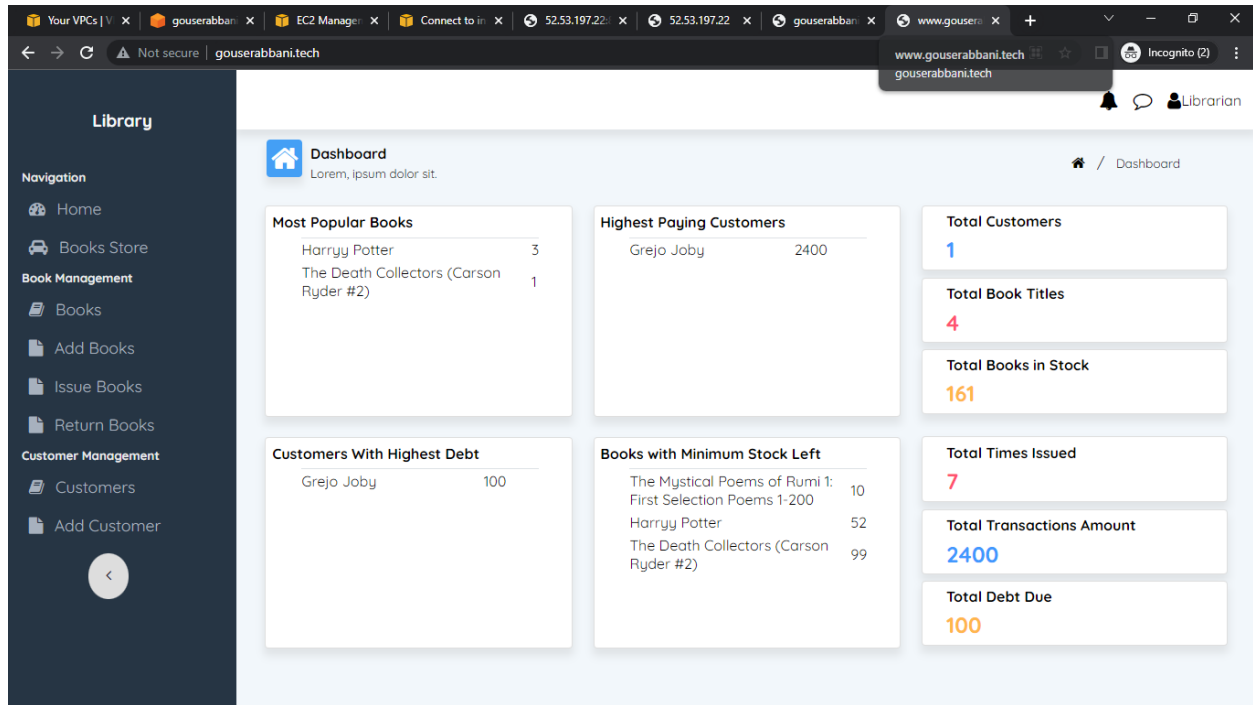 Your VPCs | V
gouserabban
EC2 Managem
Connect to in
52.53.197.22:
52.53.197.22
gouserabban
www.gousera
Not secure
gouserabbani.tech
Incognito (2)
www.gouserabbani.tech
gouserabbani.tech
Library
Librarian
Navigation
Home
Books Store
Book Management
Books
Add Books
Issue Books
Return Books
Customer Management
Customers
Add Customer
Dashboard
Lorem, ipsum dolor sit.
/ Dashboard
Most Popular Books
Harryy Potter 3
The Death Collectors (Carson
Ryder #2) 1
Highest Paying Customers
Grejo Joby 2400
Total Customers
1
Total Book Titles
4
Total Books in Stock
161
Customers With Highest Debt
Grejo Joby 100
Books with Minimum Stock Left
The Mystical Poems of Rumi 1:
First Selection Poems 1-200 10
Harryy Potter 52
The Death Collectors (Carson
Ryder #2) 99
Total Times Issued
7
Total Transactions Amount
2400
Total Debt Due
100